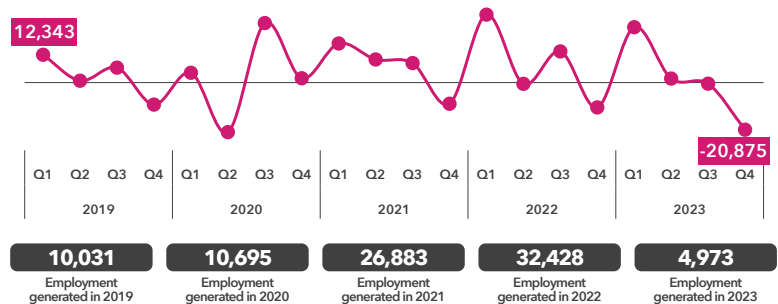 12,343
-20,875
Q1 Q2 Q3 Q4 Q1 Q2 Q3 Q4 Q1 Q2 Q3 Q4 Q1 Q2 Q3 Q4 Q1 Q2 Q3 Q4
2019 2020 2021 2022 2023
10,031 10,695 26,883 32,428 4,973
Employment Employment Employment Employment Employment
generated in 2019 generated in 2020 generated in 2021 generated in 2022 generated in 2023